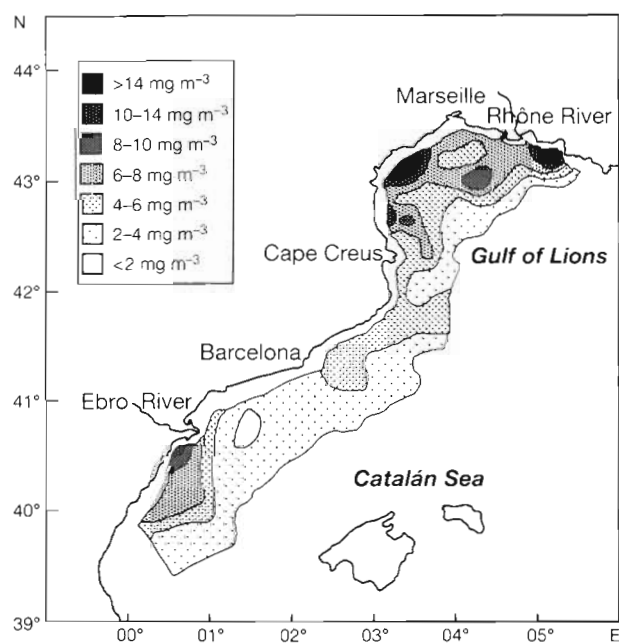 N
44°
43°
42°
41°
40°
39°
>14 mg m⁻³
10–14 mg m⁻³
8–10 mg m⁻³
6–8 mg m⁻³
4–6 mg m⁻³
2–4 mg m⁻³
<2 mg m⁻³
Marseille
Rhône River
Gulf of Lions
Cape Creus
Barcelona
Ebro River
Catalán Sea
00° 01° 02° 03° 04° 05° E